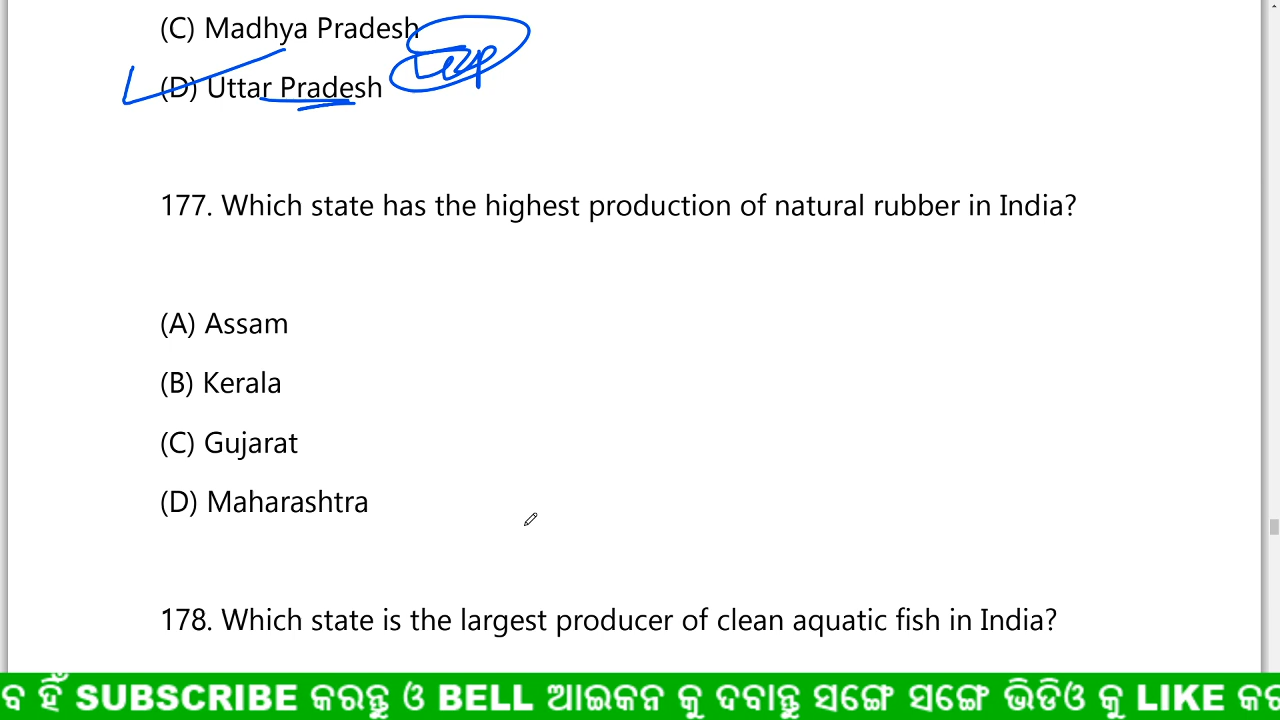 (C) Madhya Pradesh
(D) Uttar Pradesh
177. Which state has the highest production of natural rubber in India?
(A) Assam
(B) Kerala
(C) Gujarat
(D) Maharashtra
178. Which state is the largest producer of clean aquatic fish in India?
ବ ହିଁ SUBSCRIBE କରନ୍ତୁ ଓ BELL ଆଇକନ କୁ ଦବାନ୍ତୁ ସଙ୍ଗେ ସଙ୍ଗେ ଭିଡିଓ କୁ LIKE କର